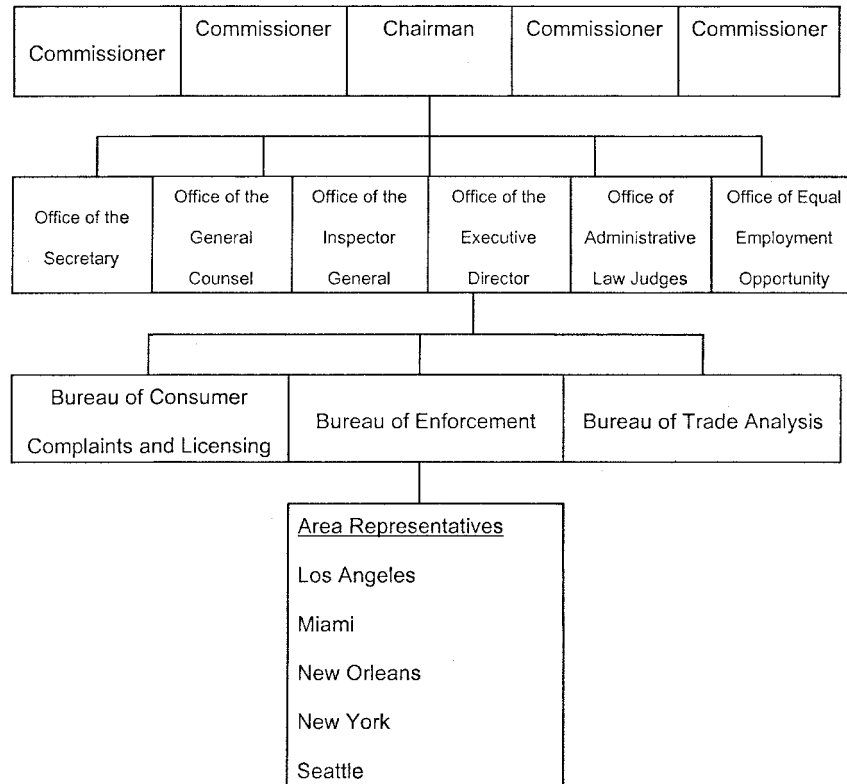 Commissioner
Commissioner
Chairman
Commissioner
Commissioner
Office of the
Secretary
Office of the
General
Counsel
Office of the
Inspector
General
Office of the
Executive
Director
Office of
Administrative
Law Judges
Office of Equal
Employment
Opportunity
Bureau of Consumer
Complaints and Licensing
Bureau of Enforcement
Bureau of Trade Analysis
Area Representatives
Los Angeles
Miami
New Orleans
New York
Seattle